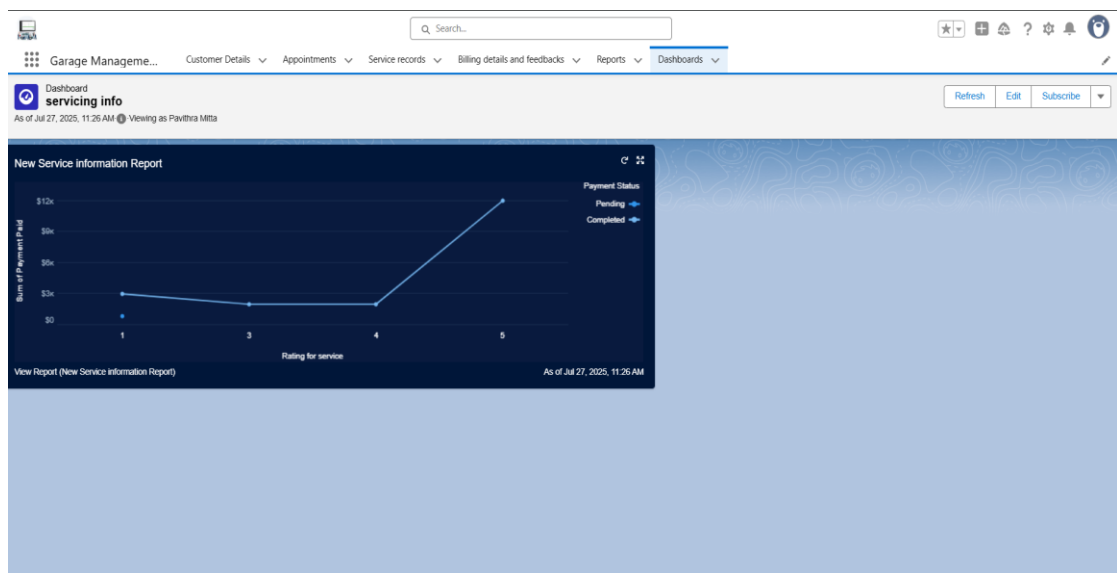 Search...
Garage Manageme... Customer Details Appointments Service records Billing details and feedbacks Reports Dashboards
Dashboard
servicing info
Refresh Edit Subscribe
As of Jul 27, 2025, 11:26 AM Viewing as Pavithra Mitta
New Service information Report
Payment Status
Pending
Completed
Sum of Payment Paid
$12K
$9K
$6K
$3K
$0
1 3 4 5
Rating for service
View Report (New Service information Report) As of Jul 27, 2025, 11:26 AM